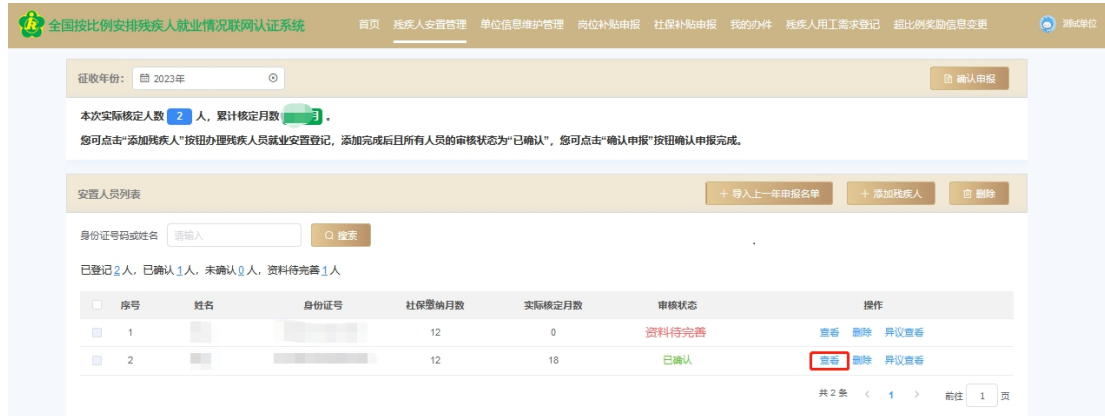 全国按比例安排残疾人就业情况联网认证系统 首页 残疾人安置管理 单位信息维护管理 岗位补贴申报 社保补贴申报 我的办件 残疾人用工需求登记 超比例奖励信息变更 测试单位
征收年份： 2023年 确认申报
本次实际核定人数 2 人，累计核定月数 月 。
您可点击“添加残疾人”按钮办理残疾人员就业安置登记，添加完成后且所有人员的审核状态为“已确认”，您可点击“确认申报”按钮确认申报完成。
安置人员列表 + 导入上一年申报名单 + 添加残疾人 删除
身份证号码或姓名 请输入 搜索
已登记2人，已确认1人，未确认0人，资料待完善1人
序号 姓名 身份证号 社保缴纳月数 实际核定月数 审核状态 操作
1 12 0 资料待完善 查看 删除 异议查看
2 12 18 已确认 查看 删除 异议查看
共2条 < 1 > 前往 1 页